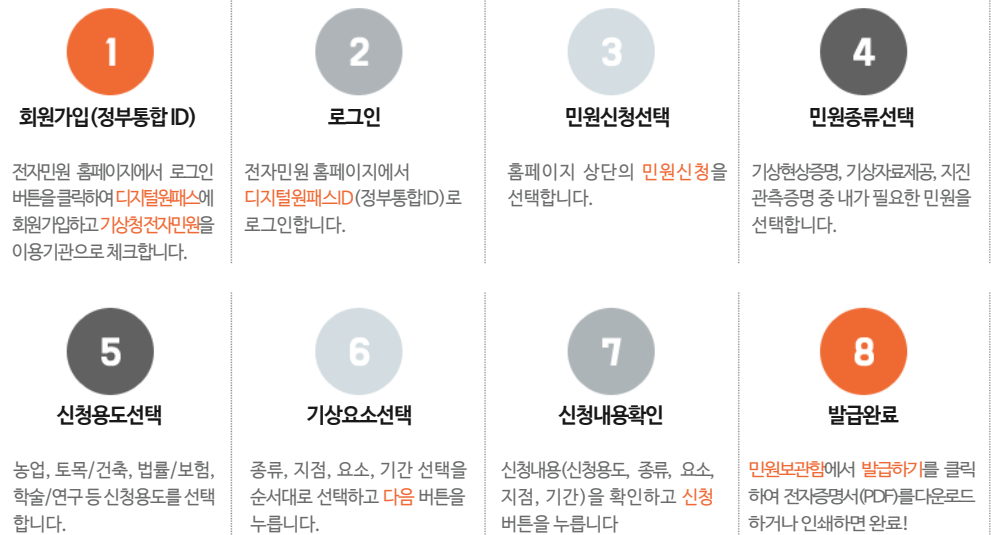 1
회원가입(정부통합 ID)
전자민원 홈페이지에서 로그인
버튼을 클릭하여 디지털원패스에
회원가입하고 기상청전자민원을
이용기관으로 체크합니다.
2
로그인
전자민원 홈페이지에서
디지털원패스ID(정부통합ID)로
로그인합니다.
3
민원신청선택
홈페이지 상단의 민원신청을
선택합니다.
4
민원종류선택
기상현상증명, 기상자료제공, 지진
관측증명 중 내가 필요한 민원을
선택합니다.
5
신청용도선택
농업, 토목/건축, 법률/보험,
학술/연구 등 신청용도를 선택
합니다.
6
기상요소선택
종류, 지점, 요소, 기간 선택을
순서대로 선택하고 다음 버튼을
누릅니다.
7
신청내용확인
신청내용(신청용도, 종류, 요소,
지점, 기간)을 확인하고 신청
버튼을 누릅니다
8
발급완료
민원보관함에서 발급하기를 클릭
하여 전자증명서(PDF)를다운로드
하거나 인쇄하면 완료!